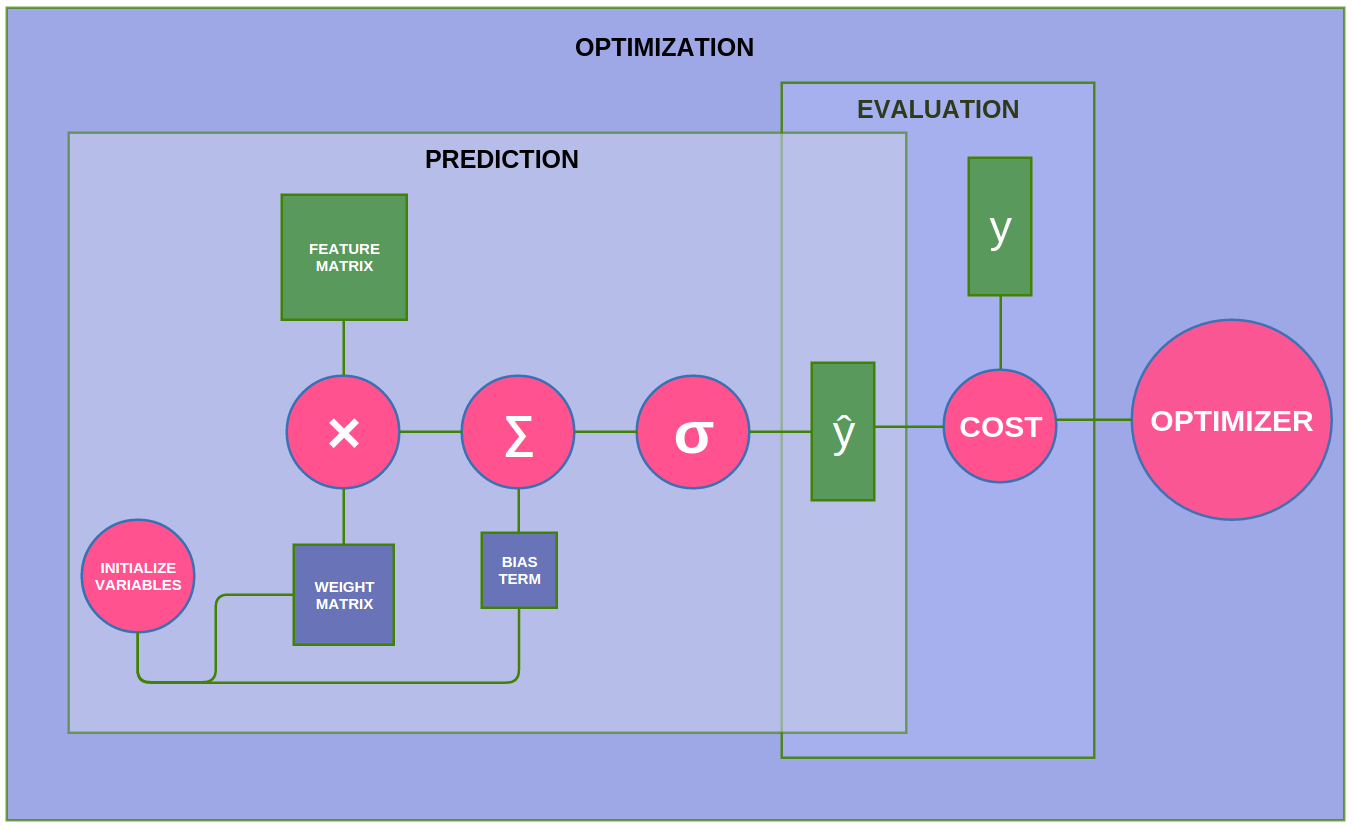 OPTIMIZATION
EVALUATION
PREDICTION
y
FEATURE
MATRIX
×
Σ
σ
ŷ
COST
OPTIMIZER
INITIALIZE
VARIABLES
WEIGHT
MATRIX
BIAS
TERM